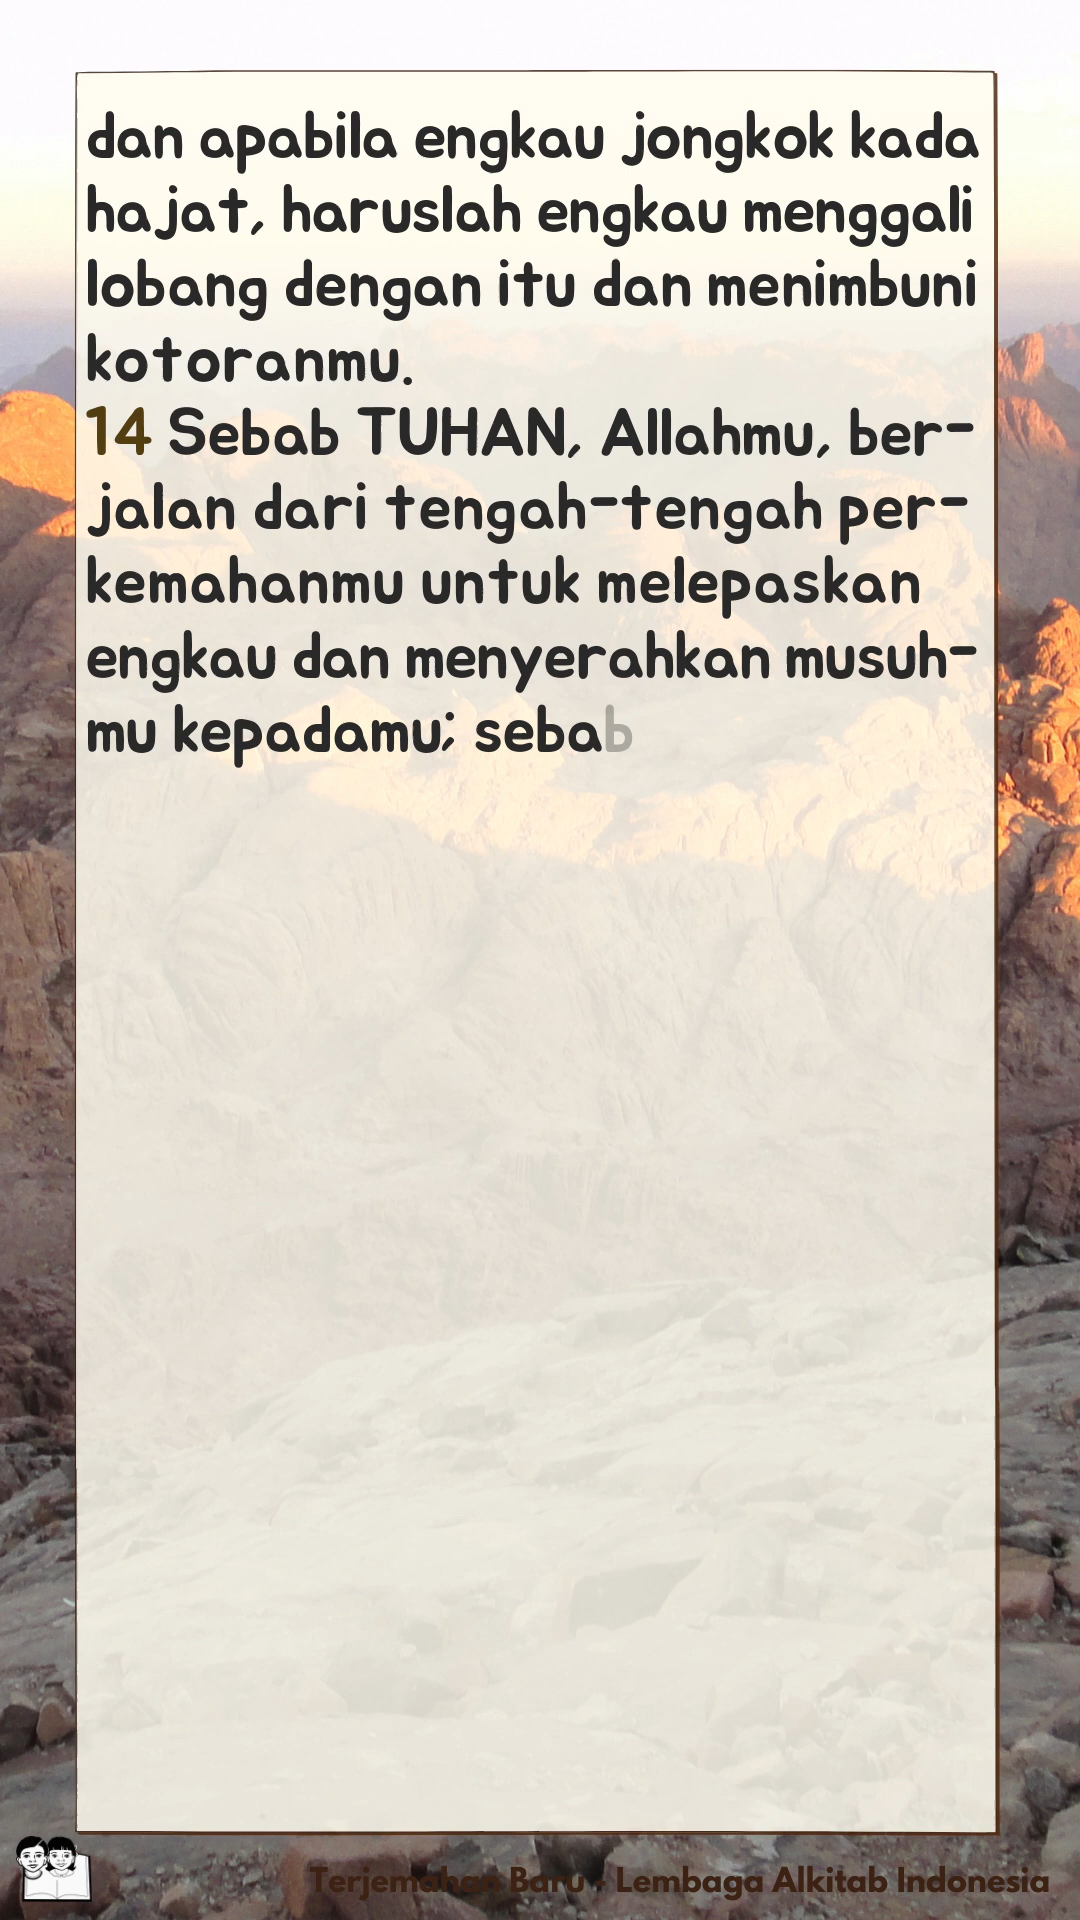 dan apabila engkau jongkok kada
hajat, haruslah engkau menggali
lobang dengan itu dan menimbuni
kotoranmu.
14 Sebab TUHAN, Allahmu, ber-
jalan dari tengah-tengah per-
kemahanmu untuk melepaskan
engkau dan menyerahkan musuh-
mu kepadamu; sebab
Terjemahan Baru - Lembaga Alkitab Indonesia